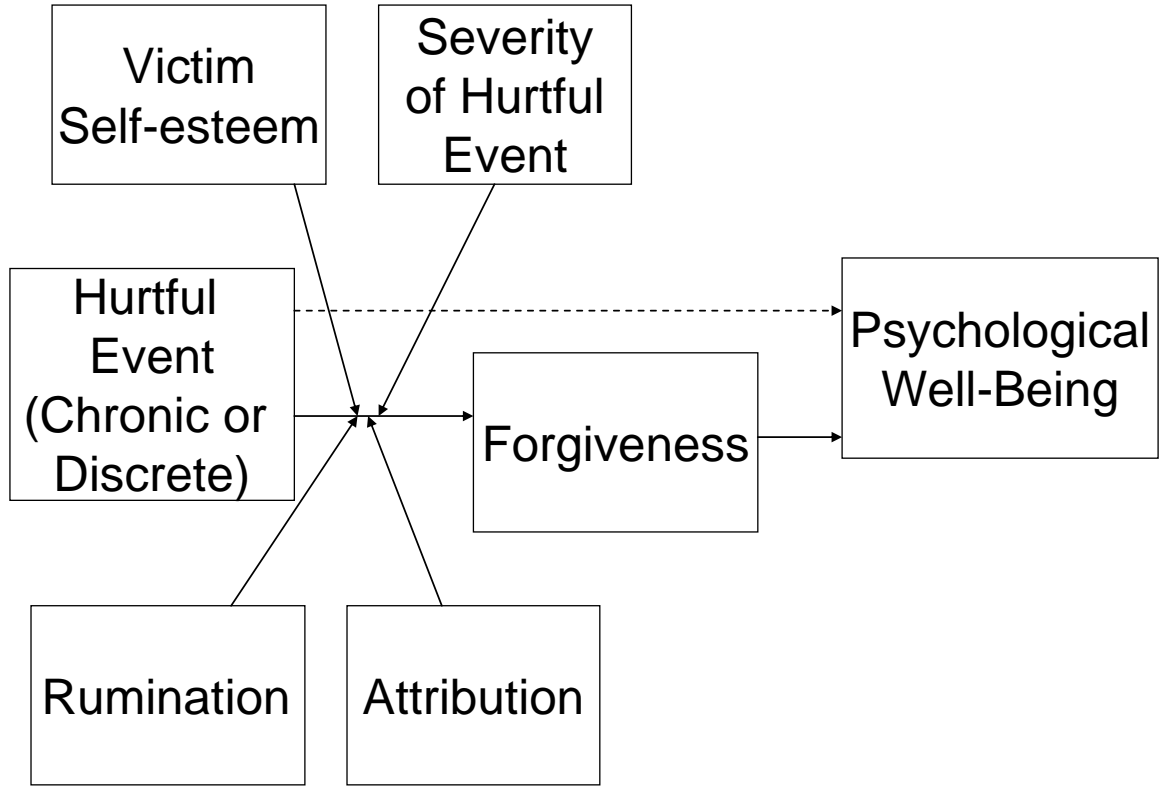 Victim
Self-esteem
Severity
of Hurtful
Event
Hurtful
Event
(Chronic or
Discrete)
Psychological
Well-Being
Forgiveness
Rumination
Attribution